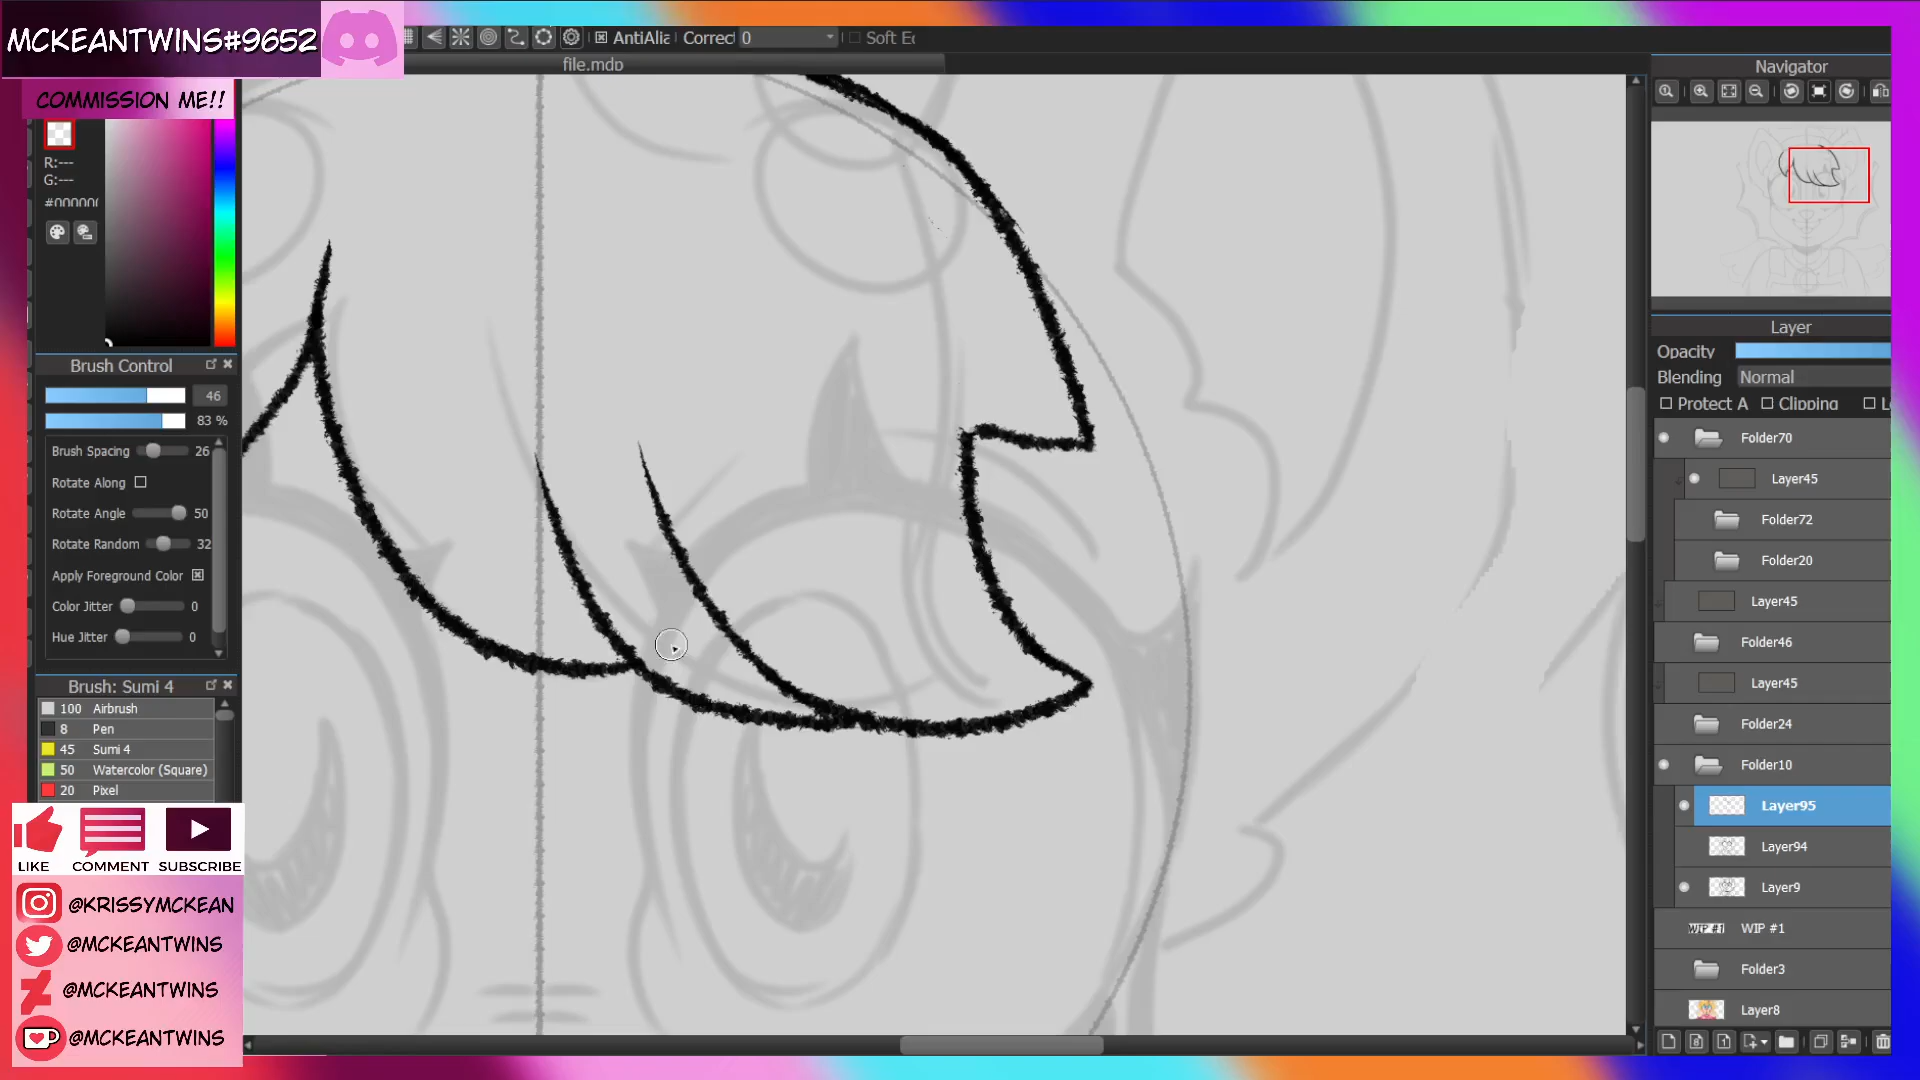 MCKEANTWINS#9652
COMMISSION ME!!
AntiAlia
Correct
0
Soft Ed
file.mdp
R:---
G:---
#000000
Brush Control
46
83 %
Brush Spacing
26
Rotate Along
Rotate Angle
50
Rotate Random
32
Apply Foreground Color
Color Jitter
0
Hue Jitter
0
Brush: Sumi 4
100 Airbrush
8 Pen
45 Sumi 4
50 Watercolor (Square)
20 Pixel
LIKE
COMMENT
SUBSCRIBE
@KRISSYMCKEAN
@MCKEANTWINS
@MCKEANTWINS
@MCKEANTWINS
Navigator
Layer
Opacity
Blending
Normal
Protect A
Clipping
Folder70
Layer45
Folder72
Folder20
Layer45
Folder46
Layer45
Folder24
Folder10
Layer95
Layer94
Layer9
WIP #1
WIP #1
Folder3
Layer8